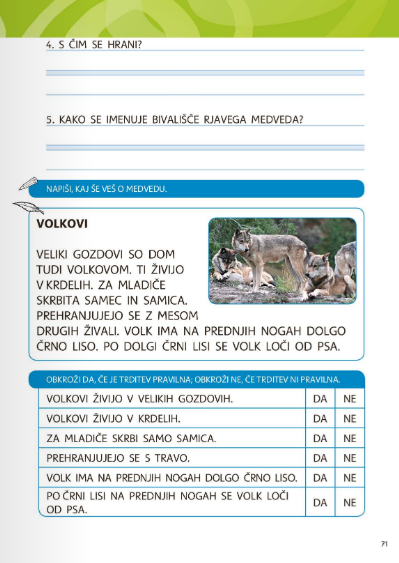 4. S ČIM SE HRANI?
5. KAKO SE IMENUJE BIVALIŠČE RJAVEGA MEDVEDA?
NAPIŠI, KAJ ŠE VEŠ O MEDVEDU.
VOLKOVI
VELIKI GOZDOVI SO DOM
TUDI VOLKOVOM. TI ŽIVIJO
V KRDELIH. ZA MLADIČE
SKRBITA SAMEC IN SAMICA.
PREHRANJUJEJO SE Z MESOM
DRUGIH ŽIVALI. VOLK IMA NA PREDNJIH NOGAH DOLGO
ČRNO LISO. PO DOLGI ČRNI LISI SE VOLK LOČI OD PSA.
OBKROŽI DA, ČE JE TRDITEV PRAVILNA; OBKROŽI NE, ČE TRDITEV NI PRAVILNA.
VOLKOVI ŽIVIJO V VELIKIH GOZDOVIH. DA NE
VOLKOVI ŽIVIJO V KRDELIH. DA NE
ZA MLADIČE SKRBI SAMO SAMICA. DA NE
PREHRANJUJEJO SE S TRAVO. DA NE
VOLK IMA NA PREDNJIH NOGAH DOLGO ČRNO LISO. DA NE
PO ČRNI LISI NA PREDNJIH NOGAH SE VOLK LOČI
OD PSA. DA NE
71